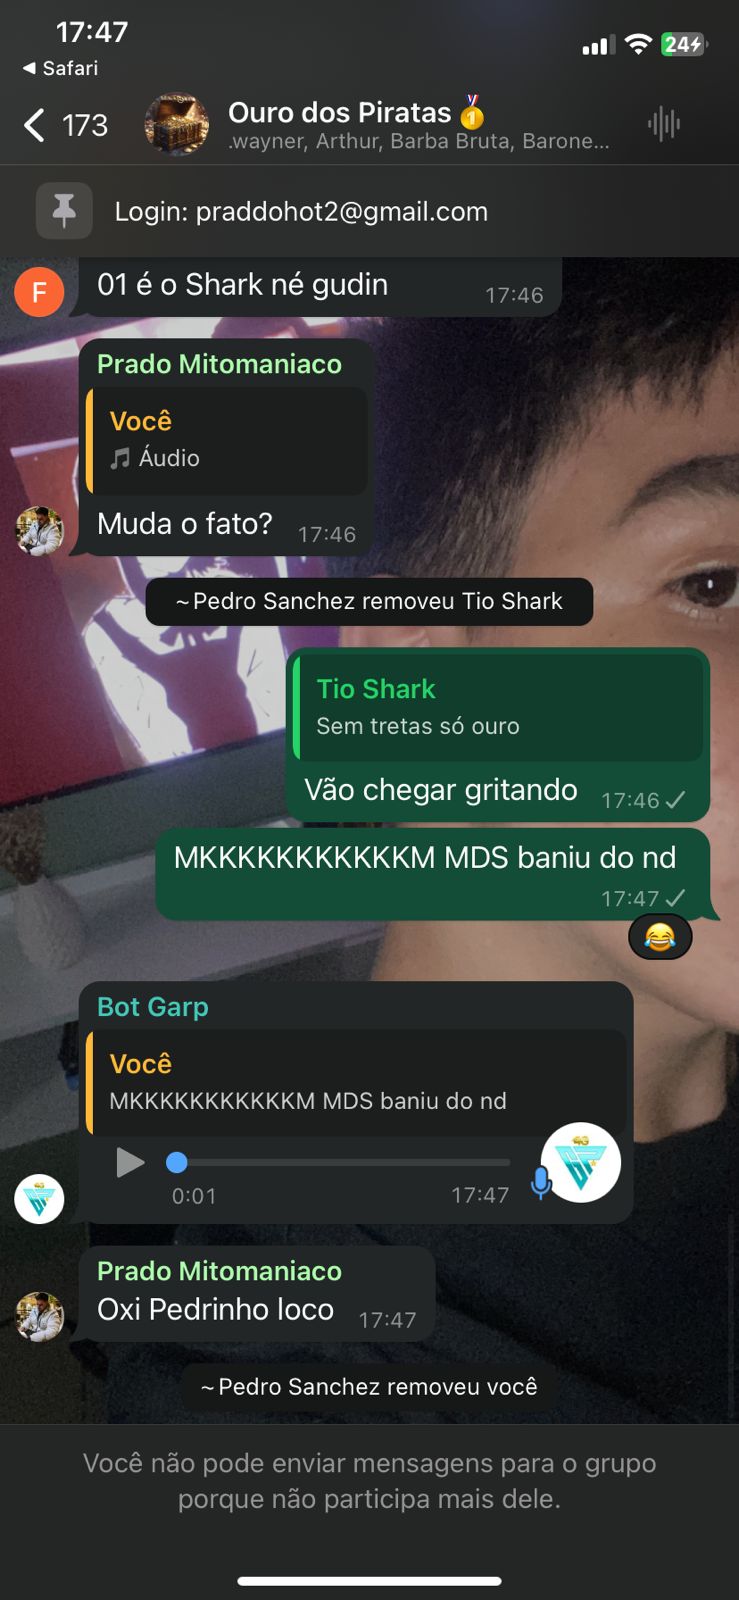 17:47
24
◄ Safari
173
Ouro dos Piratas🥇
.wayner, Arthur, Barba Bruta, Barone...
Login: praddohot2@gmail.com
F
01 é o Shark né gudin
17:46
Prado Mitomaniaco
Você
🎵 Áudio
Muda o fato?
17:46
~Pedro Sanchez removeu Tio Shark
Tio Shark
Sem tretas só ouro
Vão chegar gritando
17:46
MKKKKKKKKKKKM MDS baniu do nd
17:47
😂
Bot Garp
Você
MKKKKKKKKKKKM MDS baniu do nd
0:01
17:47
Prado Mitomaniaco
Oxi Pedrinho loco
17:47
~Pedro Sanchez removeu você
Você não pode enviar mensagens para o grupo
porque não participa mais dele.